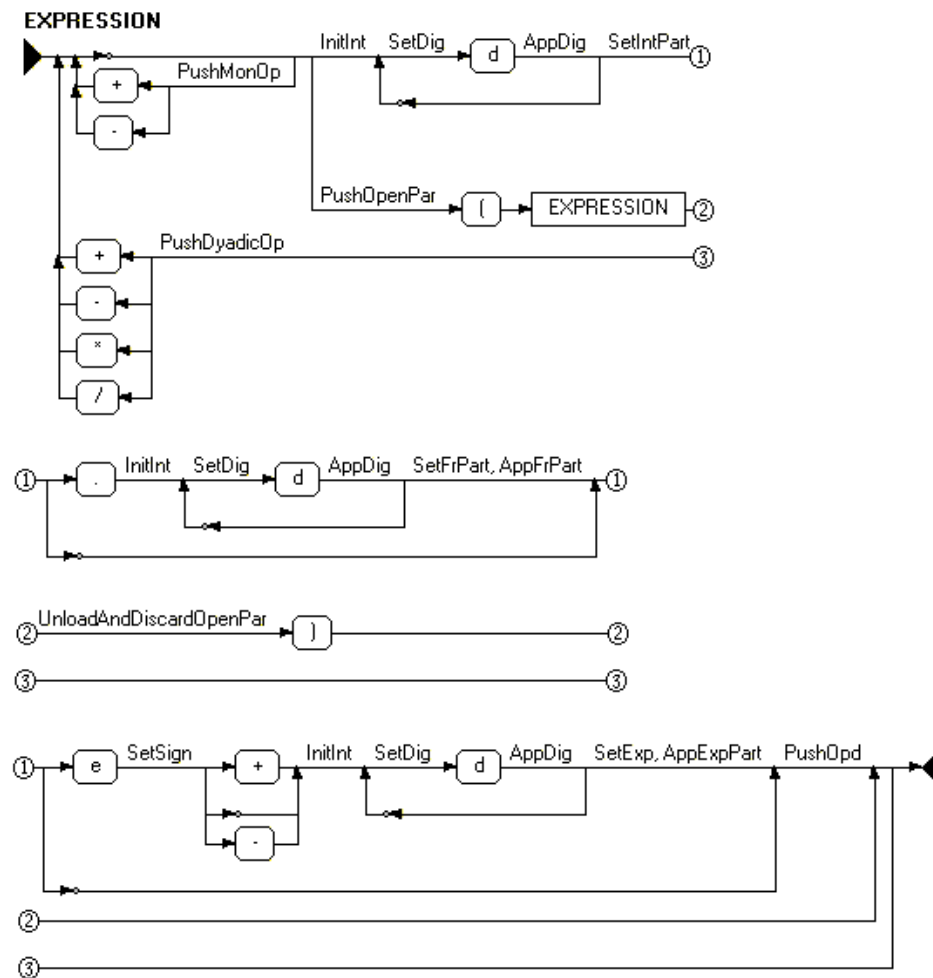 EXPRESSION
InitInt SetDig d AppDig SetIntPart 1
+ PushMonOp
-
PushOpenPar ( EXPRESSION 2
+ PushDyadicOp 3
-
*
/
1 . InitInt SetDig d AppDig SetFrPart, AppFrPart 1
2 UnloadAndDiscardOpenPar ) 2
3 3
1 e SetSign + InitInt SetDig d AppDig SetExp, AppExpPart PushOpd
-
2
3